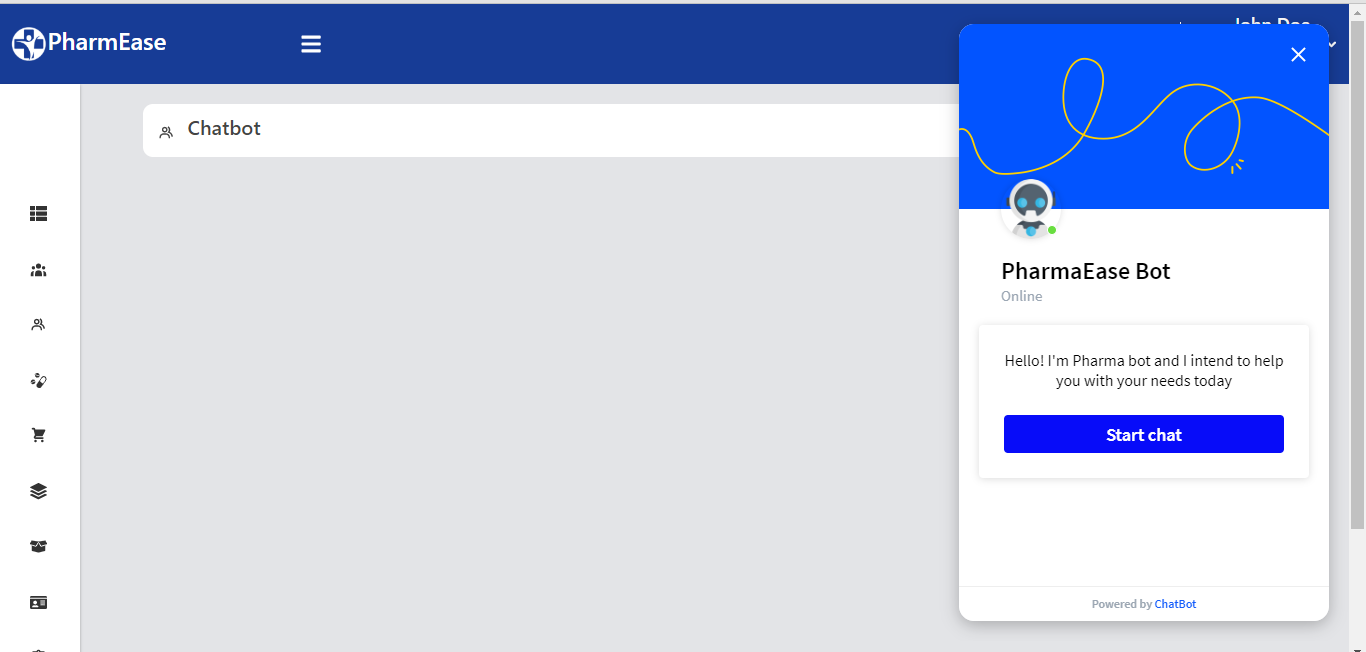 PharmEase
John Doe
Chatbot
PharmaEase Bot
Online
Hello! I'm Pharma bot and I intend to help
you with your needs today
Start chat
Powered by ChatBot